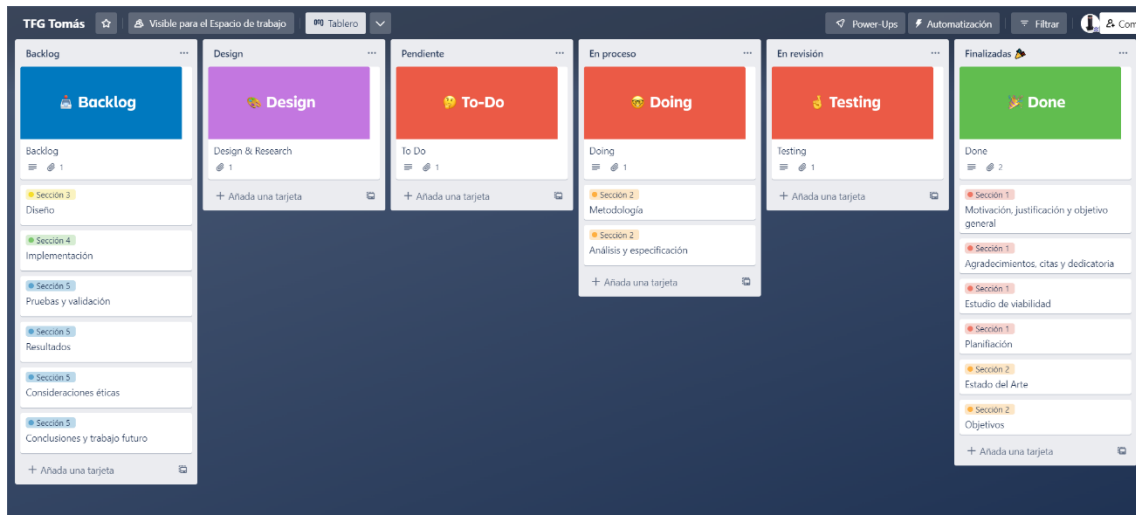 TFG Tomás
Visible para el Espacio de trabajo
Tablero
Power-Ups
Automatización
Filtrar
Com
Backlog
Backlog
Backlog
1
Sección 3
Diseño
Sección 4
Implementación
Sección 5
Pruebas y validación
Sección 5
Resultados
Sección 5
Consideraciones éticas
Sección 5
Conclusiones y trabajo futuro
+ Añada una tarjeta
Design
Design
Design & Research
1
+ Añada una tarjeta
Pendiente
To-Do
To Do
1
+ Añada una tarjeta
En proceso
Doing
Doing
1
Sección 2
Metodología
Sección 2
Análisis y especificación
+ Añada una tarjeta
En revisión
Testing
Testing
1
+ Añada una tarjeta
Finalizadas 🎉
Done
Done
2
Sección 1
Motivación, justificación y objetivo
general
Sección 1
Agradecimientos, citas y dedicatoria
Sección 1
Estudio de viabilidad
Sección 1
Planifiación
Sección 2
Estado del Arte
Sección 2
Objetivos
+ Añada una tarjeta